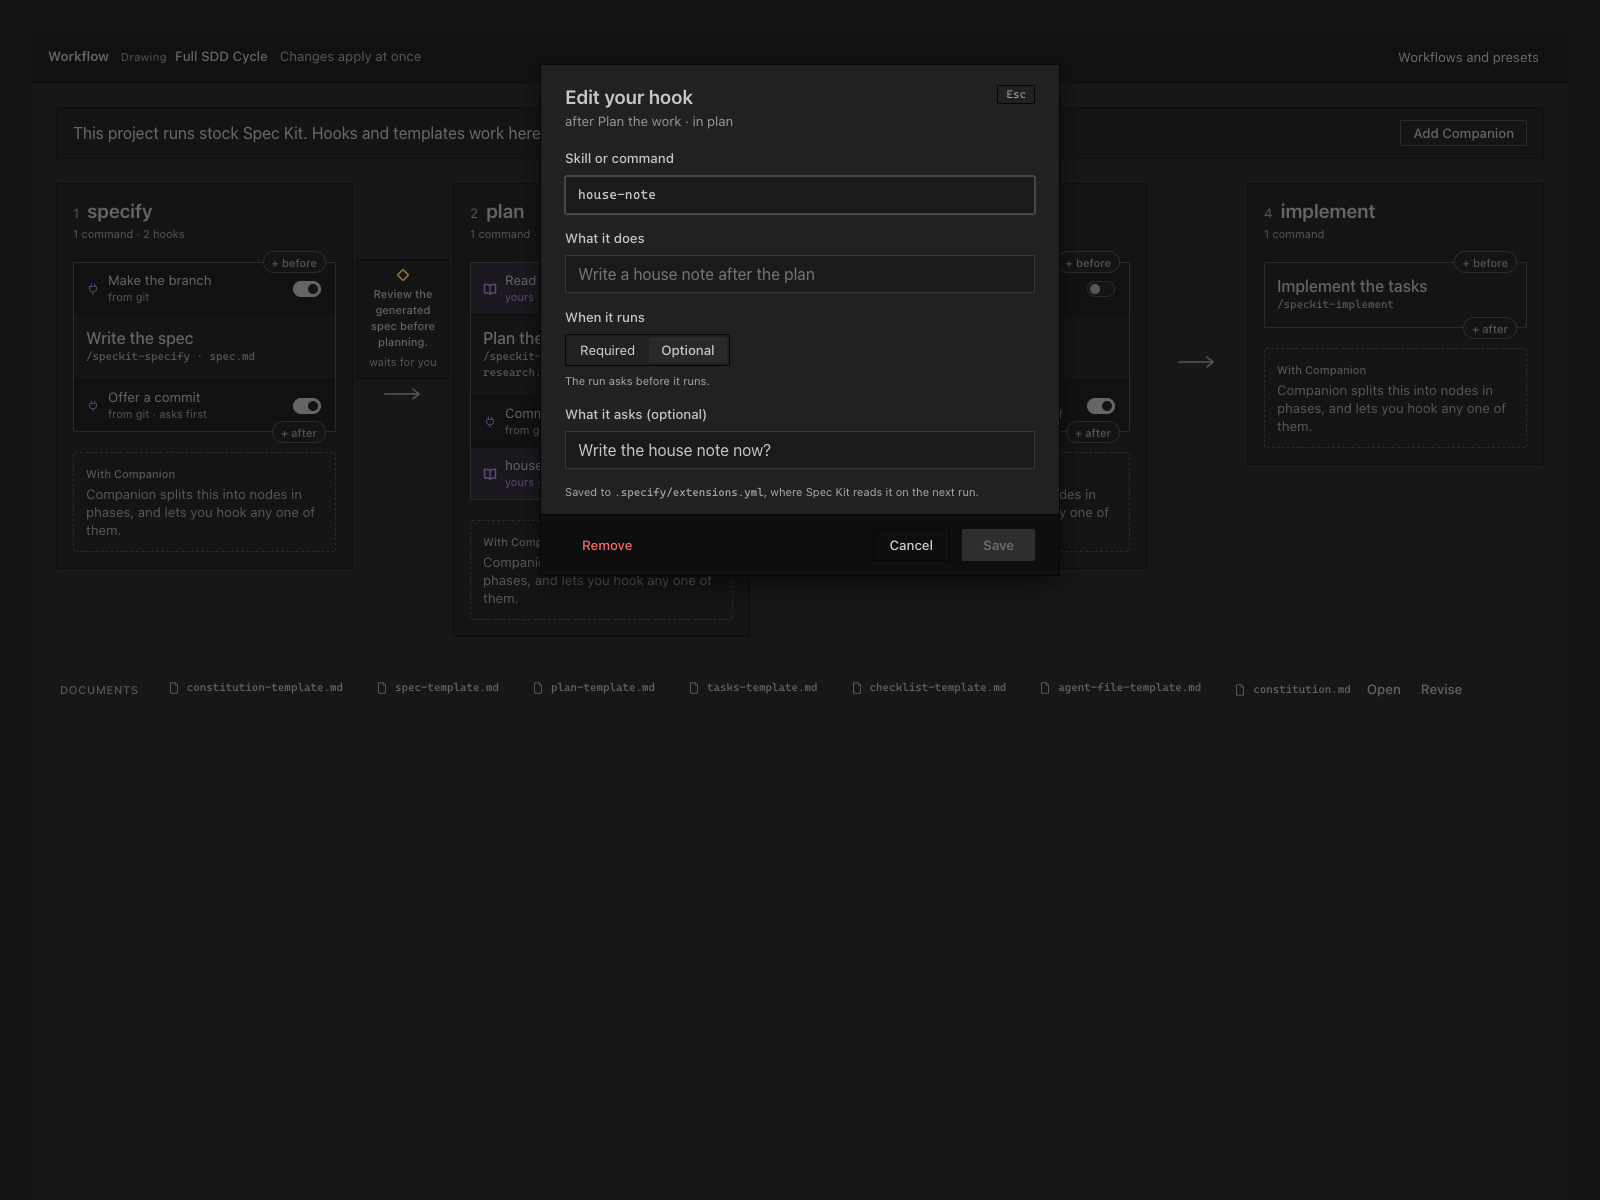 Workflow Drawing Full SDD Cycle Changes apply at once
Workflows and presets
This project runs stock Spec Kit. Hooks and templates work here
Add Companion
1 specify
1 command · 2 hooks
+ before
Make the branch
from git
Write the spec
/speckit-specify · spec.md
Offer a commit
from git · asks first
+ after
With Companion
Companion splits this into nodes in
phases, and lets you hook any one of
them.
Review the
generated
spec before
planning.
waits for you
2 plan
1 command ·
Read
yours
Plan the
/speckit-
research.
from g
house
yours ·
With Comp
phases, and lets you hook any one of
them.
Edit your hook
Esc
after Plan the work · in plan
Skill or command
house-note
What it does
Write a house note after the plan
When it runs
Required Optional
The run asks before it runs.
What it asks (optional)
Write the house note now?
Saved to .specify/extensions.yml, where Spec Kit reads it on the next run.
Remove
Cancel
Save
+ before
+ after
des in
y one of
4 implement
1 command
+ before
Implement the tasks
/speckit-implement
+ after
With Companion
Companion splits this into nodes in
phases, and lets you hook any one of
them.
DOCUMENTS constitution-template.md spec-template.md plan-template.md tasks-template.md checklist-template.md agent-file-template.md constitution.md Open Revise